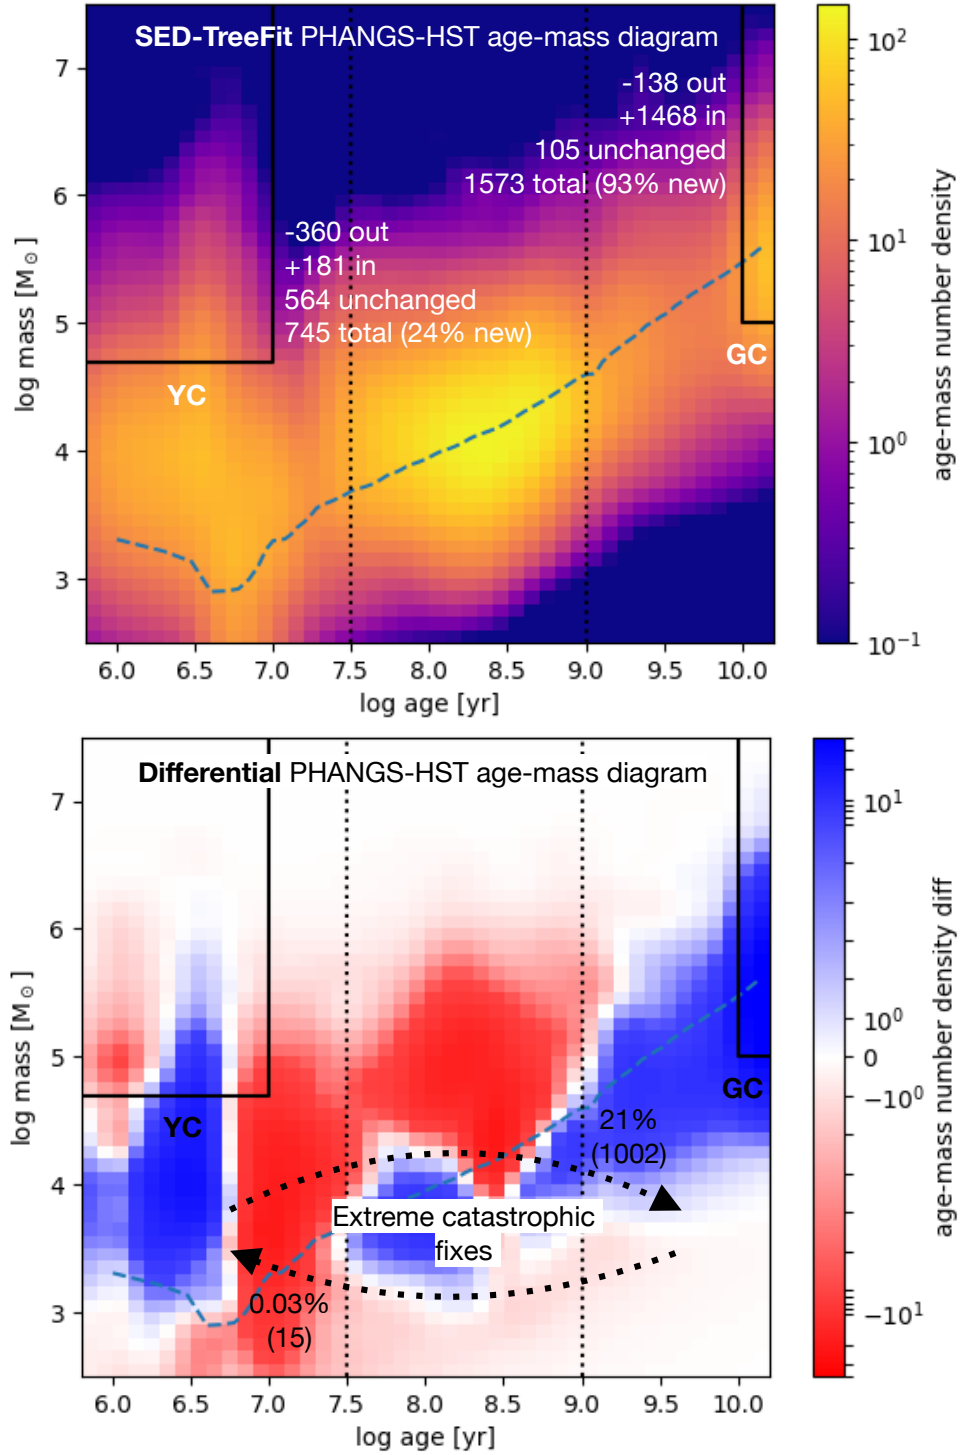 SED-TreeFit PHANGS-HST age-mass diagram
-138 out
+1468 in
105 unchanged
1573 total (93% new)
-360 out
+181 in
564 unchanged
745 total (24% new)
YC
GC
7
6
5
4
3
log mass [M⊙]
6.0 6.5 7.0 7.5 8.0 8.5 9.0 9.5 10.0
log age [yr]
10²
10¹
10⁰
10⁻¹
age-mass number density
Differential PHANGS-HST age-mass diagram
YC
GC
21%
(1002)
Extreme catastrophic
fixes
0.03%
(15)
7
6
5
4
3
log mass [M⊙]
6.0 6.5 7.0 7.5 8.0 8.5 9.0 9.5 10.0
log age [yr]
10¹
10⁰
0
−10⁰
−10¹
age-mass number density diff